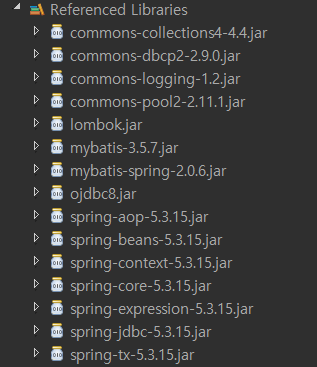 Referenced Libraries
commons-collections4-4.4.jar
commons-dbcp2-2.9.0.jar
commons-logging-1.2.jar
commons-pool2-2.11.1.jar
lombok.jar
mybatis-3.5.7.jar
mybatis-spring-2.0.6.jar
ojdbc8.jar
spring-aop-5.3.15.jar
spring-beans-5.3.15.jar
spring-context-5.3.15.jar
spring-core-5.3.15.jar
spring-expression-5.3.15.jar
spring-jdbc-5.3.15.jar
spring-tx-5.3.15.jar